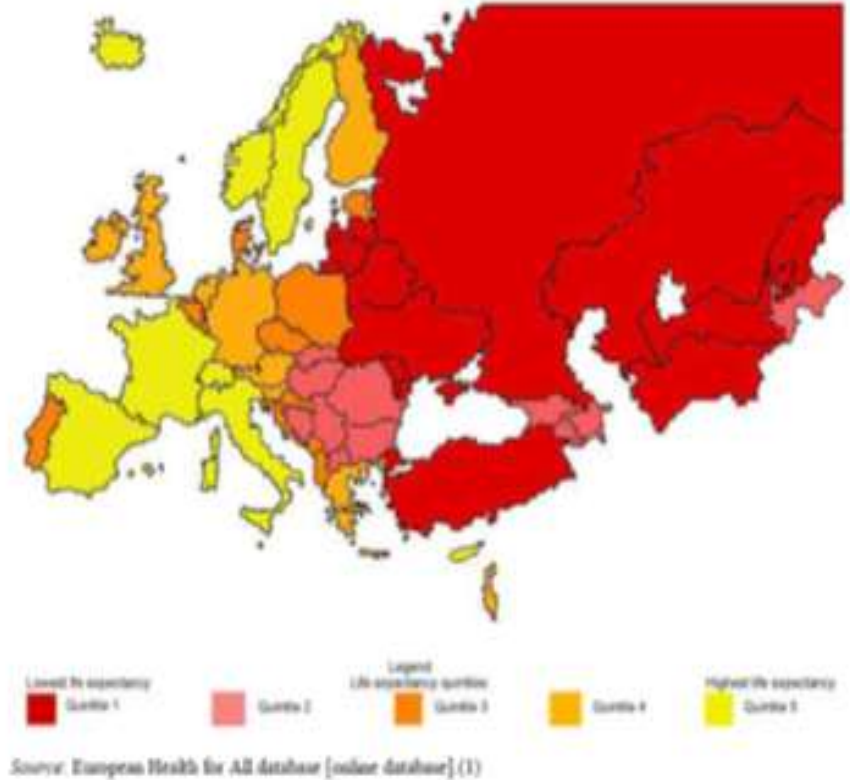 Legend
Lowest life expectancy
Life expectancy quintiles
Highest life expectancy
Quintile 1
Quintile 2
Quintile 3
Quintile 4
Quintile 5
Source: European Health for All database [online database].(1)